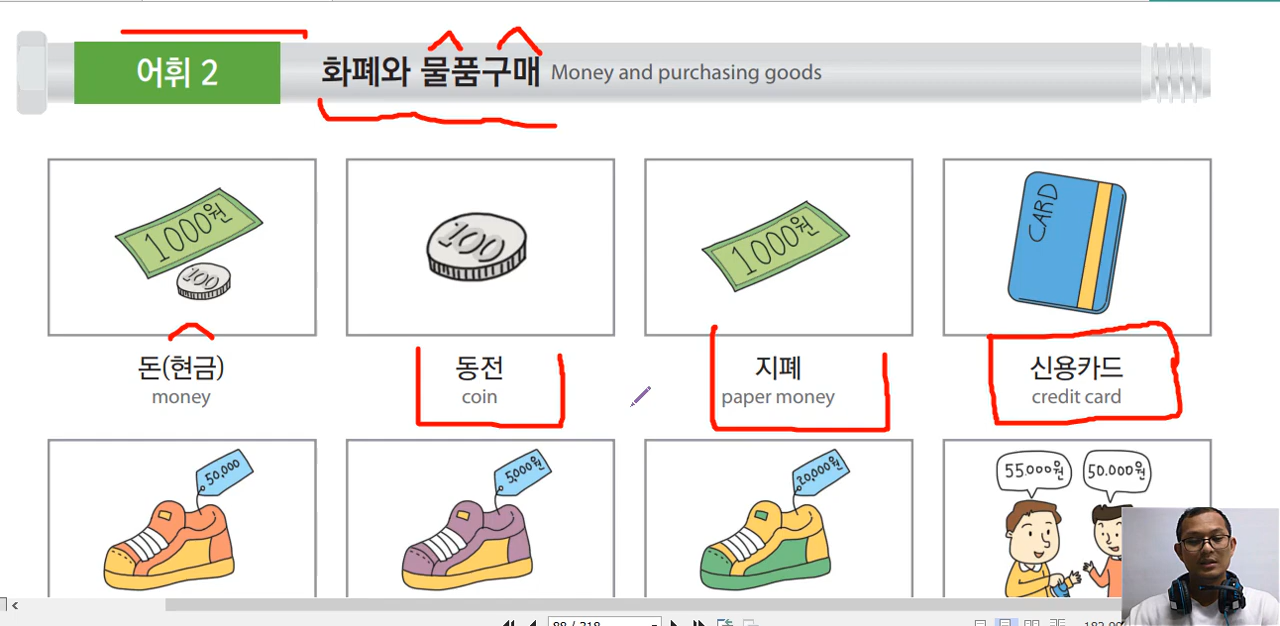 어휘 2
화폐와 물품구매 Money and purchasing goods
1000원
100
100
1000원
CARD
돈(현금)
money
동전
coin
지폐
paper money
신용카드
credit card
50,000
5,000원
20,000원
55.000원
50.000원
88 / 318